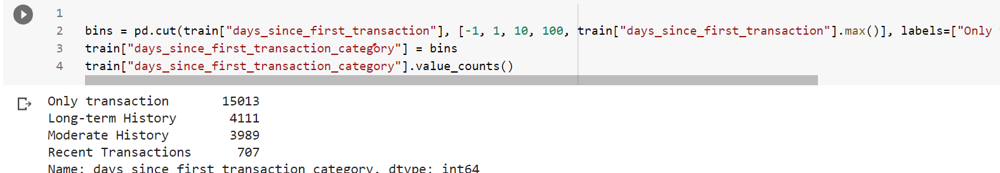 1
2 bins = pd.cut(train["days_since_first_transaction"], [-1, 1, 10, 100, train["days_since_first_transaction"].max()], labels=["Only
3 train["days_since_first_transaction_category"] = bins
4 train["days_since_first_transaction_category"].value_counts()
Only transaction 15013
Long-term History 4111
Moderate History 3989
Recent Transactions 707
Name: days_since_first_transaction_category, dtype: int64